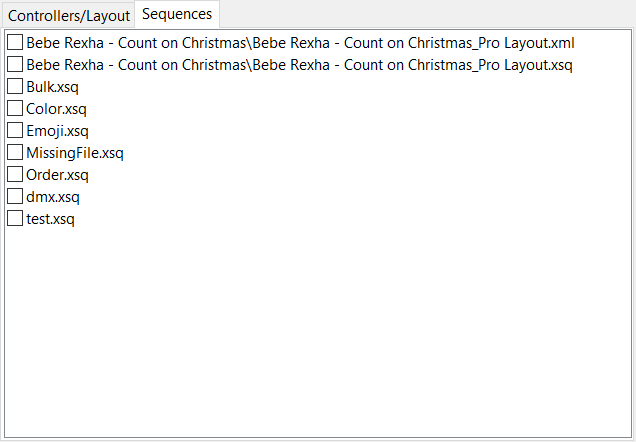 Controllers/Layout Sequences
Bebe Rexha - Count on Christmas\Bebe Rexha - Count on Christmas_Pro Layout.xml
Bebe Rexha - Count on Christmas\Bebe Rexha - Count on Christmas_Pro Layout.xsq
Bulk.xsq
Color.xsq
Emoji.xsq
MissingFile.xsq
Order.xsq
dmx.xsq
test.xsq